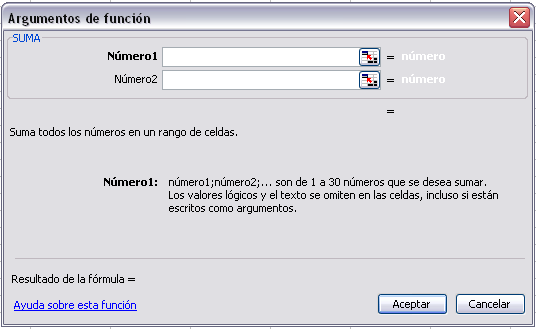 Argumentos de función
SUMA
Número1 = número
Número2 = número
=
Suma todos los números en un rango de celdas.
Número1: número1;número2;... son de 1 a 30 números que se desea sumar.
Los valores lógicos y el texto se omiten en las celdas, incluso si están
escritos como argumentos.
Resultado de la fórmula =
Ayuda sobre esta función
Aceptar Cancelar